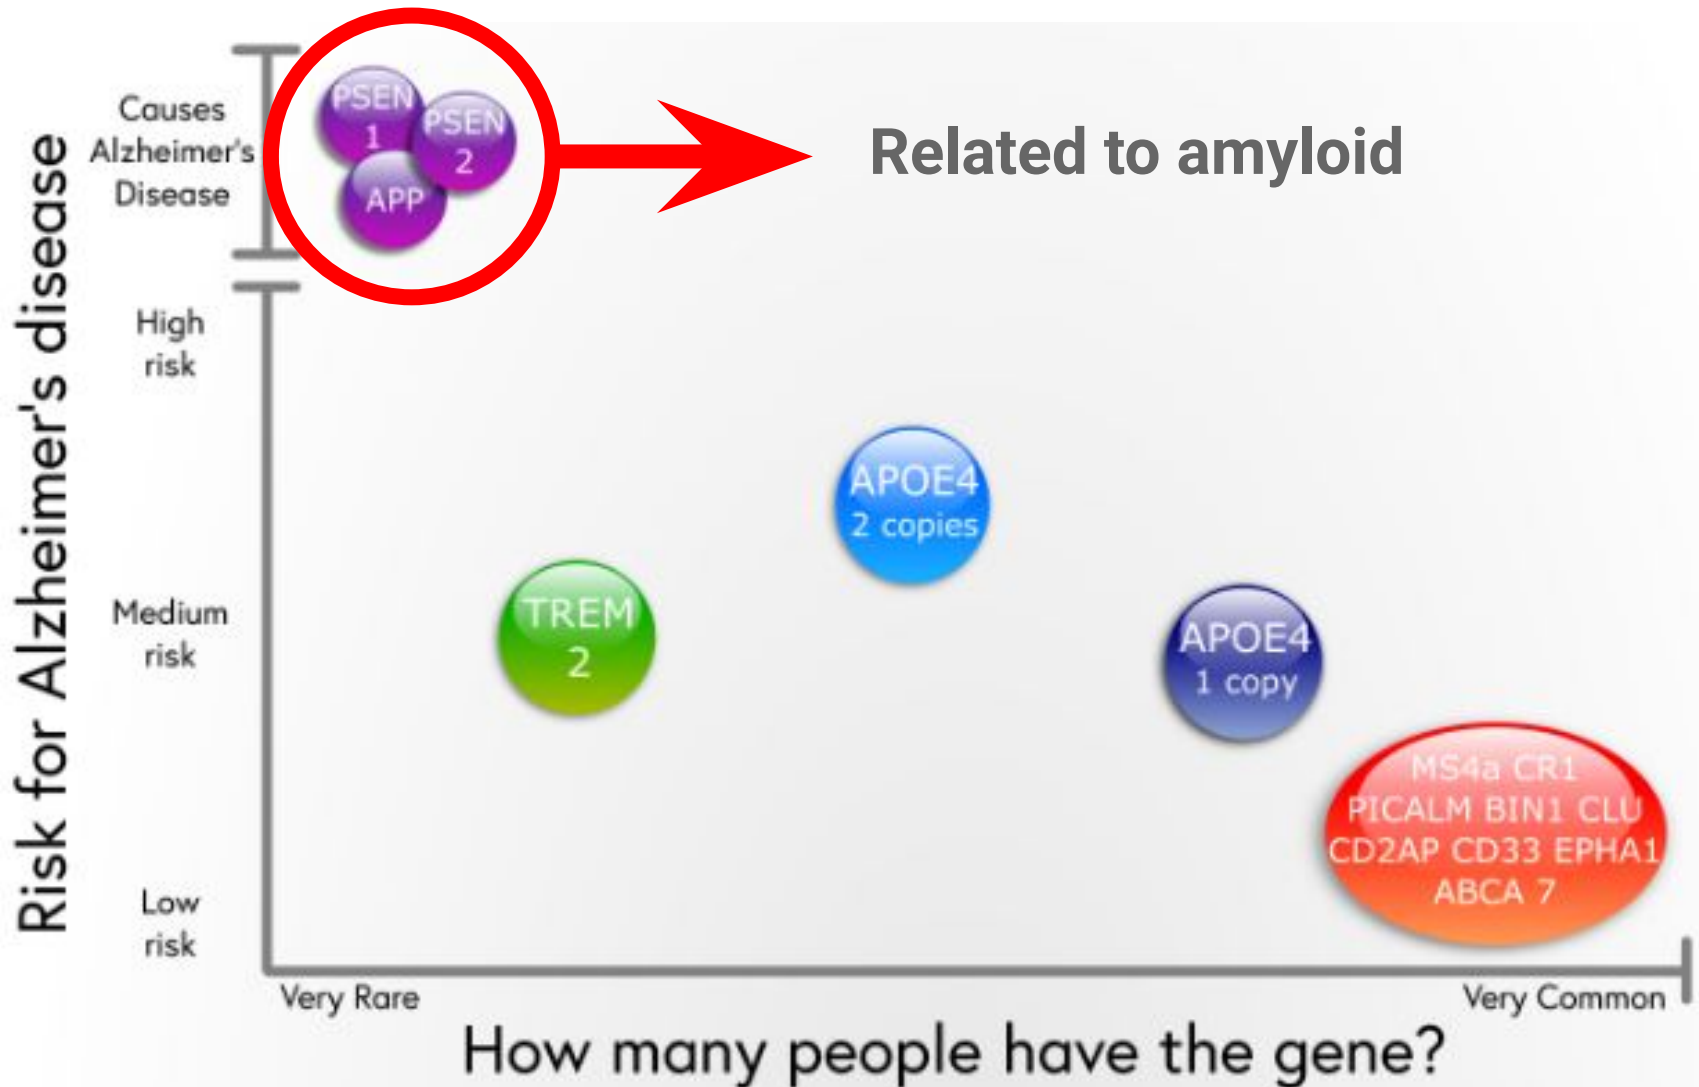 Risk for Alzheimer's disease
Causes
Alzheimer's
Disease
High
risk
Medium
risk
Low
risk
PSEN
1
PSEN
2
APP
Related to amyloid
APOE4
2 copies
TREM
2
APOE4
1 copy
MS4a CR1
PICALM BIN1 CLU
CD2AP CD33 EPHA1
ABCA 7
Very Rare
Very Common
How many people have the gene?